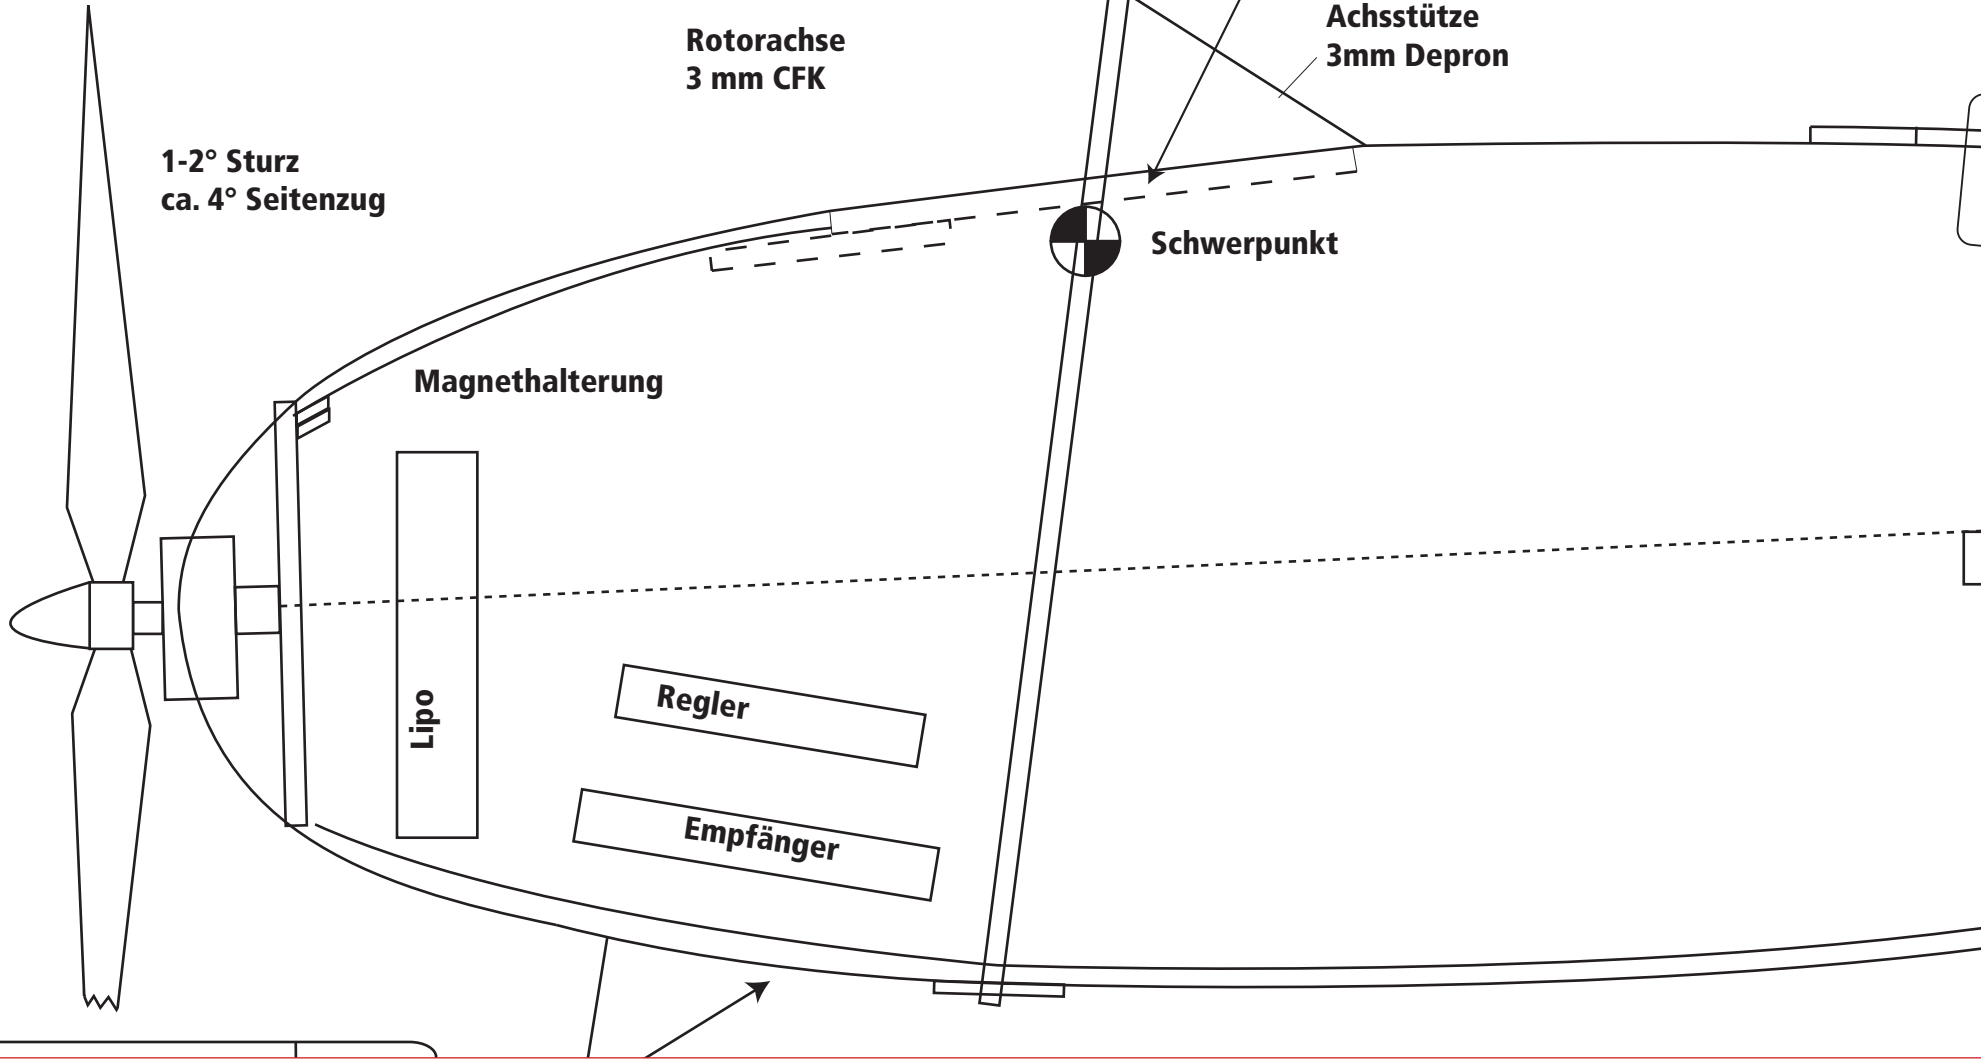 Rotorachse
3 mm CFK
Achsstütze
3mm Depron
1-2° Sturz
ca. 4° Seitenzug
Schwerpunkt
Magnethalterung
Lipo
Regler
Empfänger